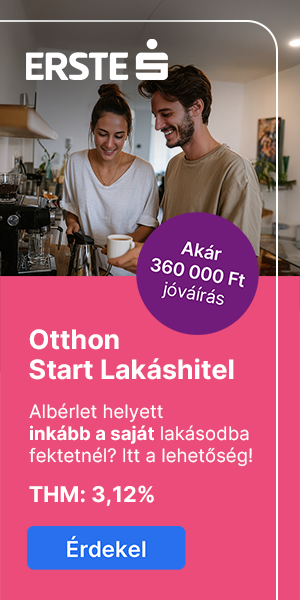 ERSTE
Akár
360 000 Ft
jóváírás
Otthon
Start Lakáshitel
Albérlet helyett
inkább a saját lakásodba
fektetnél? Itt a lehetőség!
THM: 3,12%
Érdekel